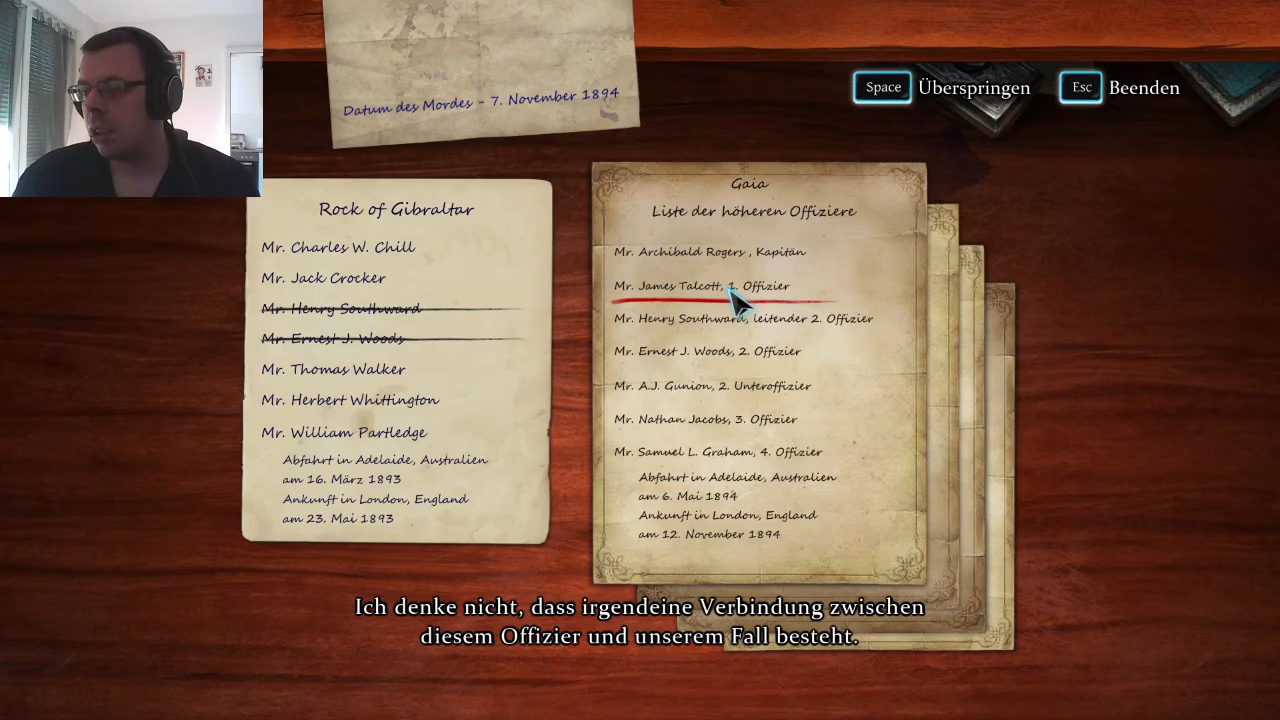 Datum des Mordes - 7. November 1894
Space Überspringen
Esc Beenden
Rock of Gibraltar
Mr. Charles W. Chill
Mr. Jack Crocker
Mr. Henry Southward
Mr. Ernest J. Woods
Mr. Thomas Walker
Mr. Herbert Whittington
Mr. William Partledge
Abfahrt in Adelaide, Australien
am 16. März 1893
Ankunft in London, England
am 23. Mai 1893
Gaia
Liste der höheren Offiziere
Mr. Archibald Rogers , Kapitän
Mr. James Talcott, 1. Offizier
Mr. Henry Southward, leitender 2. Offizier
Mr. Ernest J. Woods, 2. Offizier
Mr. A.J. Gunion, 2. Unteroffizier
Mr. Nathan Jacobs, 3. Offizier
Mr. Samuel L. Graham, 4. Offizier
Abfahrt in Adelaide, Australien
am 6. Mai 1894
Ankunft in London, England
am 12. November 1894
Ich denke nicht, dass irgendeine Verbindung zwischen
diesem Offizier und unserem Fall besteht.